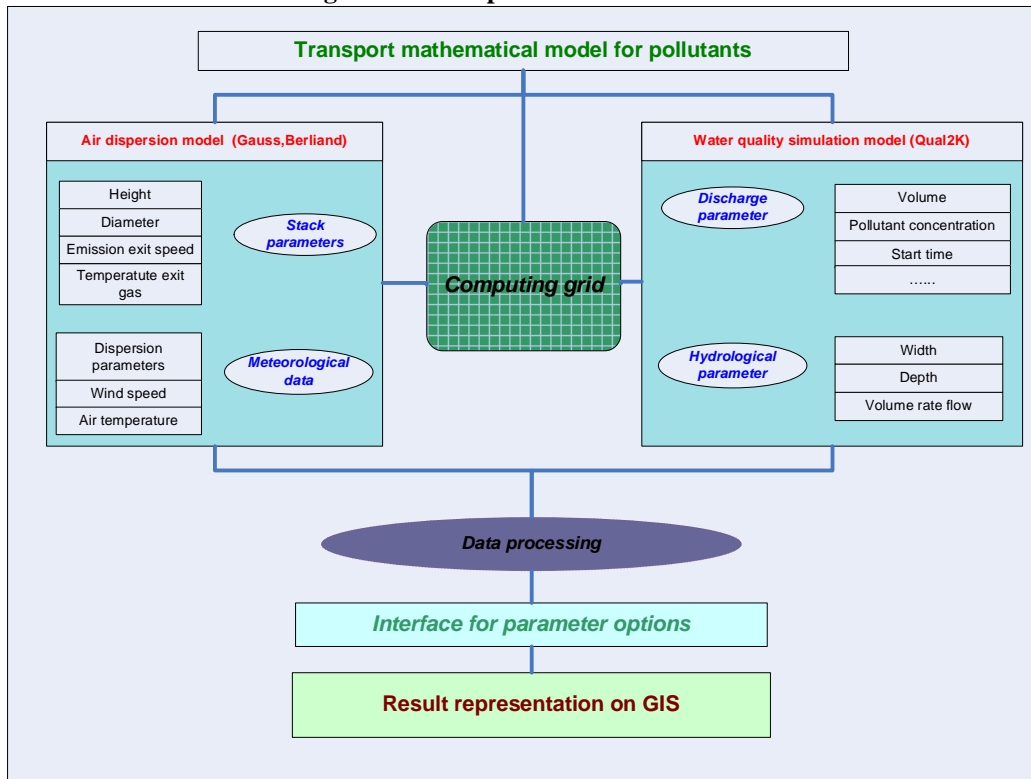 Transport mathematical model for pollutants
Air dispersion model (Gauss,Berliand)
Height
Diameter
Emission exit speed
Temperatute exit
gas
Stack
parameters
Dispersion
parameters
Wind speed
Air temperature
Meteorological
data
Computing grid
Water quality simulation model (Qual2K)
Discharge
parameter
Volume
Pollutant concentration
Start time
…...
Hydrological
parameter
Width
Depth
Volume rate flow
Data processing
Interface for parameter options
Result representation on GIS